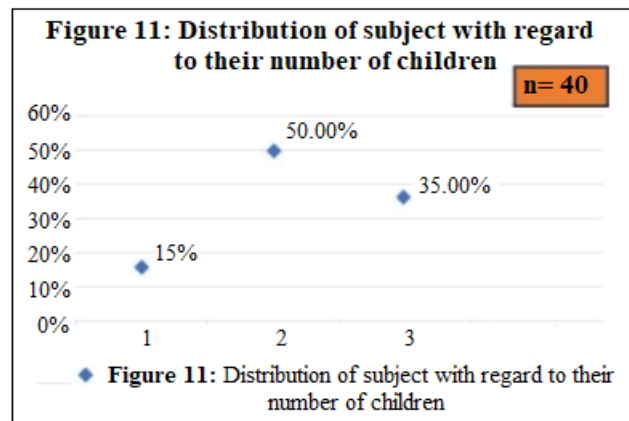 Figure 11: Distribution of subject with regard
to their number of children
n= 40
60%
50%
40%
30%
20%
10%
0%
50.00%
35.00%
15%
1 2 3
Figure 11: Distribution of subject with regard to their
number of children